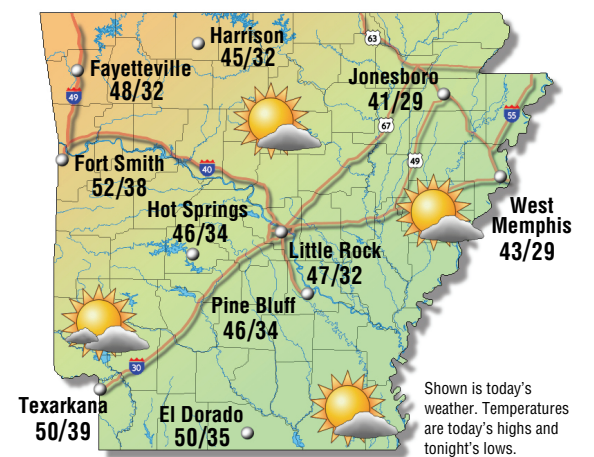 Harrison
45/32
63
Fayetteville
48/32
Jonesboro
41/29
49
55
67
49
Fort Smith
52/38
40
Hot Springs
46/34
West
Memphis
43/29
Little Rock
47/32
Pine Bluff
46/34
30
Texarkana
50/39
El Dorado
50/35
Shown is today's
weather. Temperatures
are today's highs and
tonight's lows.